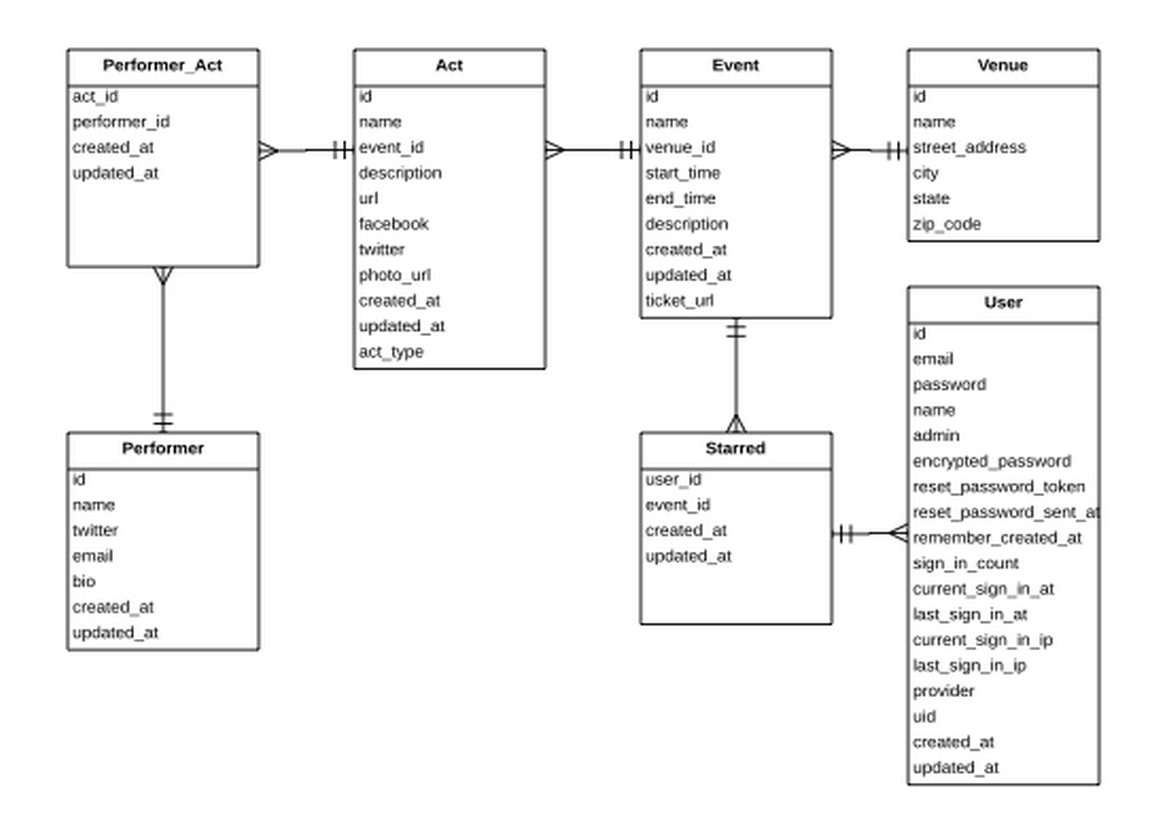 Performer_Act
act_id
performer_id
created_at
updated_at
Act
id
name
event_id
description
url
facebook
twitter
photo_url
created_at
updated_at
act_type
Event
id
name
venue_id
start_time
end_time
description
created_at
updated_at
ticket_url
Venue
id
name
street_address
city
state
zip_code
Performer
id
name
twitter
email
bio
created_at
updated_at
Starred
user_id
event_id
created_at
updated_at
User
id
email
password
name
admin
encrypted_password
reset_password_token
reset_password_sent_at
remember_created_at
sign_in_count
current_sign_in_at
last_sign_in_at
current_sign_in_ip
last_sign_in_ip
provider
uid
created_at
updated_at